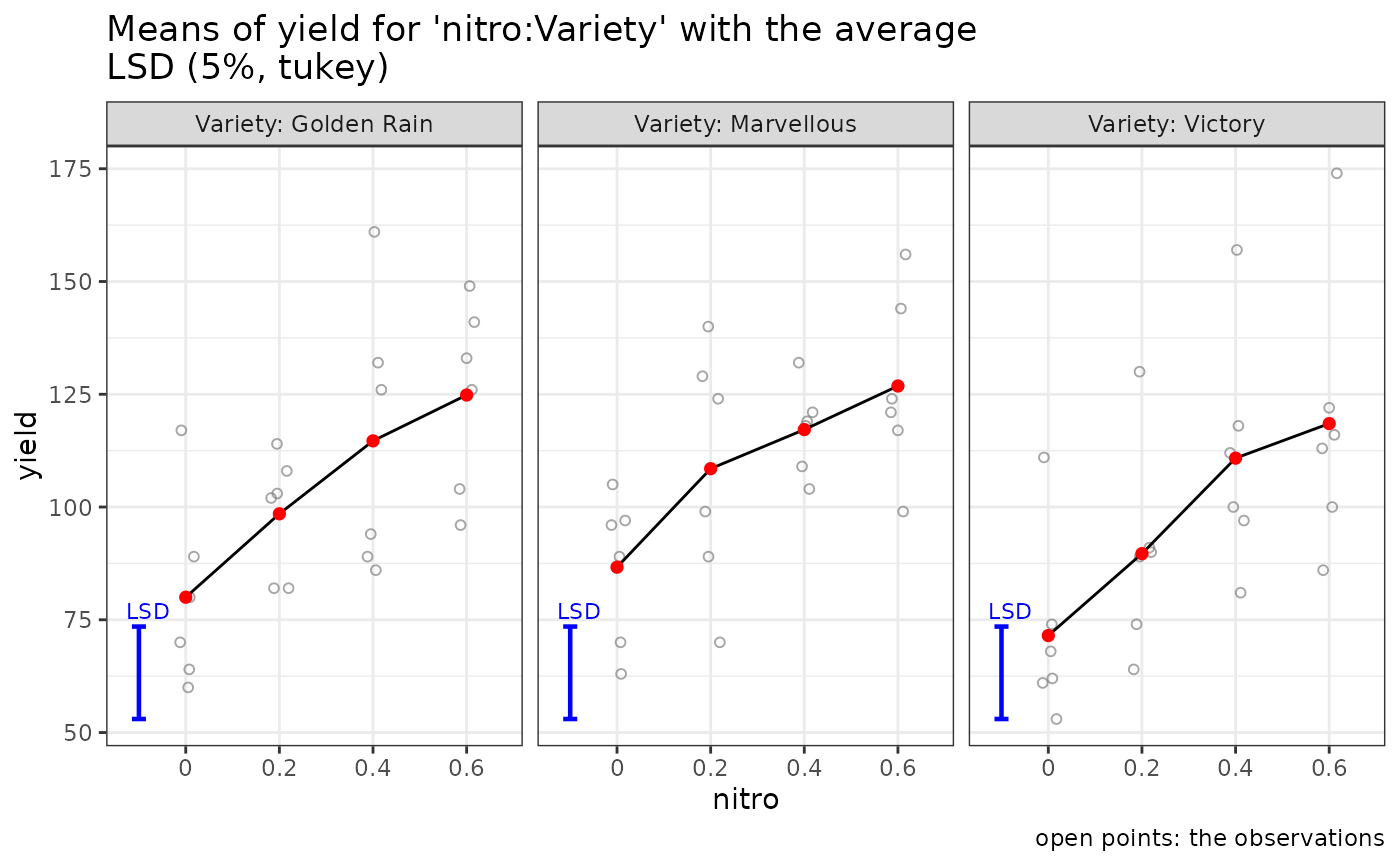 Means of yield for 'nitro:Variety' with the average
LSD (5%, tukey)
Variety: Golden Rain
Variety: Marvellous
Variety: Victory
yield
175
150
125
100
75
50
LSD
LSD
LSD
0 0.2 0.4 0.6
0 0.2 0.4 0.6
0 0.2 0.4 0.6
nitro
open points: the observations